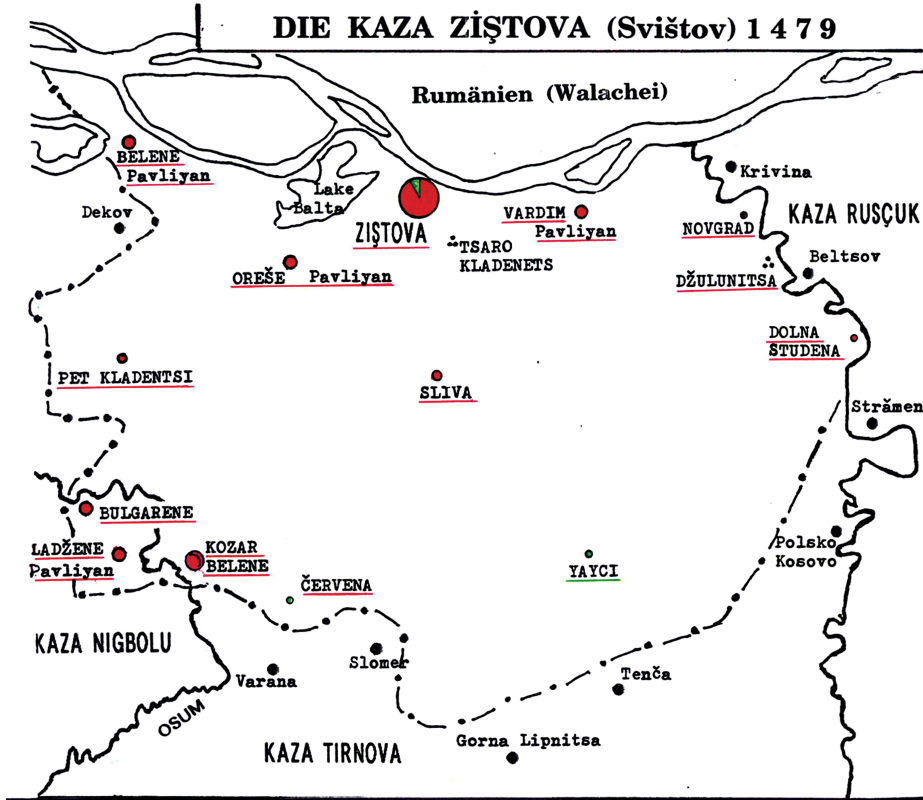 DIE KAZA ZİŞTOVA (Svištov) 1479
Rumänien (Walachei)
BELENE
Pavliyan
Dekov
Lake
Balta
ZIŞTOVA
VARDIM
Pavliyan
Krivina
NOVGRAD
KAZA RUSÇUK
TSARO
KLADENETS
OREŠE Pavliyan
Beltsov
DŽULUNITSA
DOLNA
STUDENA
PET KLADENTSI
SLIVA
Strămen
BULGARENE
LADŽENE
Pavliyan
KOZAR
BELENE
ČERVENA
YAYCI
Polsko
Kosovo
KAZA NIGBOLU
Slomer
Varana
Tenča
OSUM
KAZA TIRNOVA
Gorna Lipnitsa